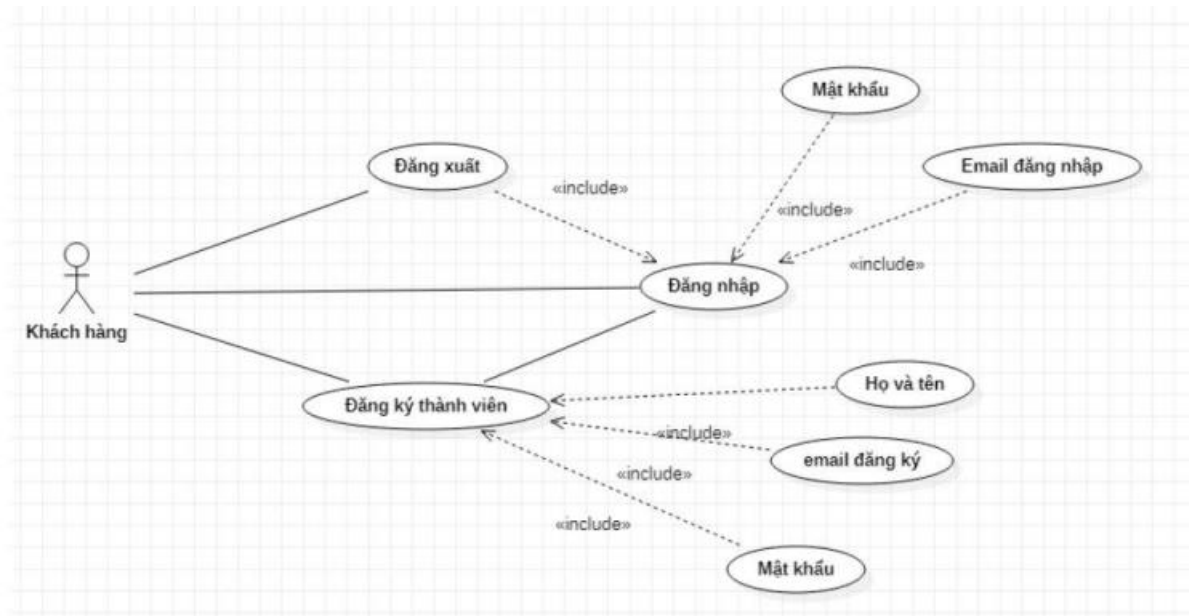 Mật khẩu
Đăng xuất
Email đăng nhập
«include»
«include»
«include»
Đăng nhập
Khách hàng
Họ và tên
Đăng ký thành viên
«include»
email đăng ký
«include»
«include»
Mật khẩu